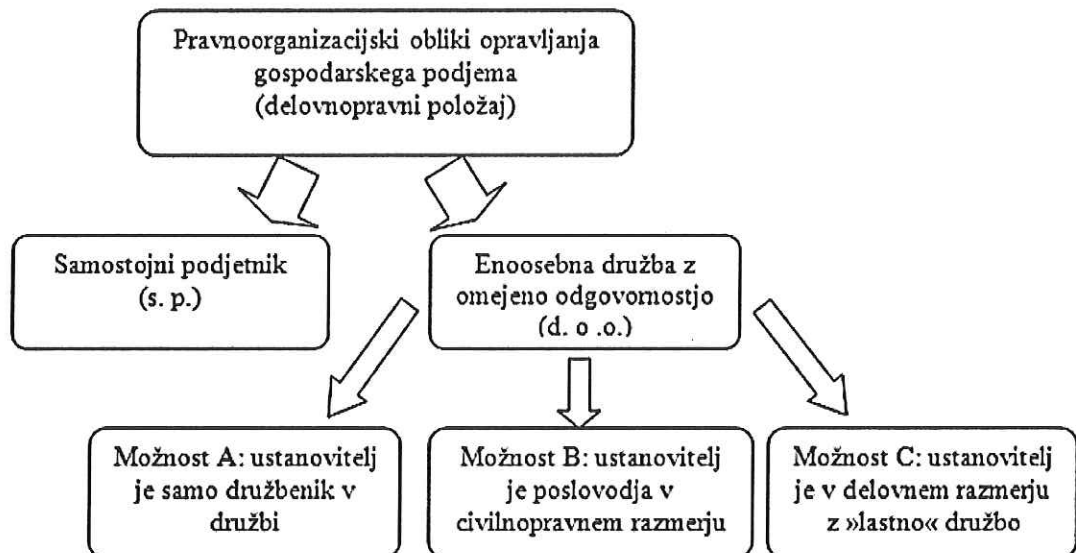 Pravnoorganizacijski obliki opravljanja
gospodarskega podjema
(delovnopravni položaj)
Samostojni podjetnik
(s. p.)
Enoosebna družba z
omejeno odgovornostjo
(d. o .o.)
Možnost A: ustanovitelj
je samo družbenik v
družbi
Možnost B: ustanovitelj
je poslovodja v
civilnopravnem razmerju
Možnost C: ustanovitelj
je v delovnem razmerju
z »lastno« družbo